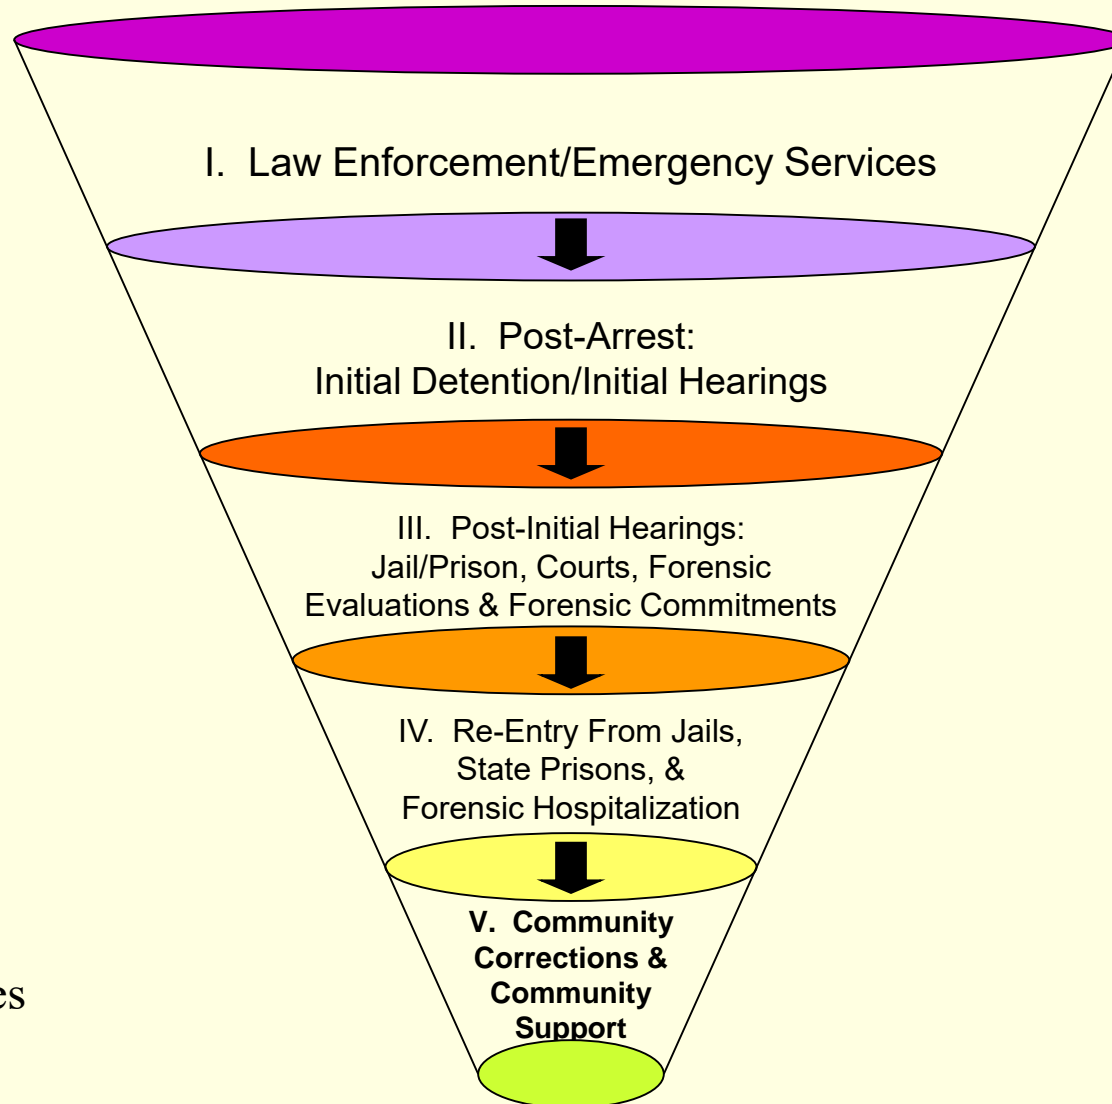 I. Law Enforcement/Emergency Services
II. Post-Arrest:
Initial Detention/Initial Hearings
III. Post-Initial Hearings:
Jail/Prison, Courts, Forensic
Evaluations & Forensic Commitments
IV. Re-Entry From Jails,
State Prisons, &
Forensic Hospitalization
V. Community
Corrections &
Community
Support
es